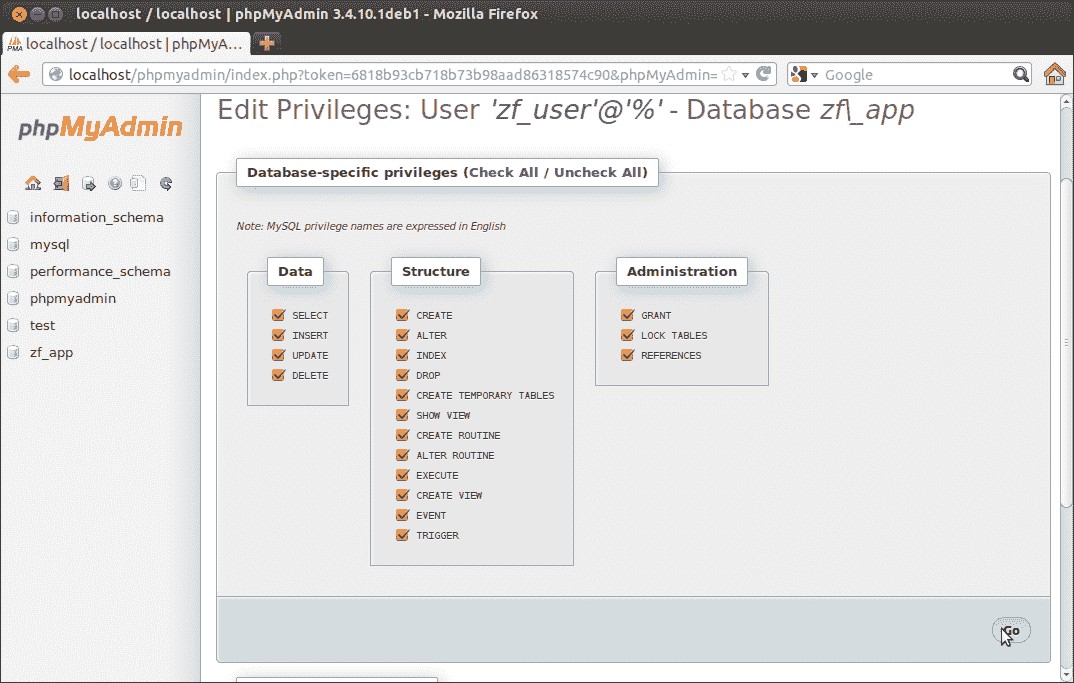 localhost / localhost | phpMyAdmin 3.4.10.1deb1 - Mozilla Firefox
localhost / localhost | phpMyA...
localhost/phpmyadmin/index.php?token=6818b93cb718b73b98aad86318574c90&phpMyAdmin=
Google
phpMyAdmin
information_schema
mysql
performance_schema
phpmyadmin
test
zf_app
Edit Privileges: User 'zf_user'@'%' - Database zf\_app
Database-specific privileges (Check All / Uncheck All)
Note: MySQL privilege names are expressed in English
Data
SELECT
INSERT
UPDATE
DELETE
Structure
CREATE
ALTER
INDEX
DROP
CREATE TEMPORARY TABLES
SHOW VIEW
CREATE ROUTINE
ALTER ROUTINE
EXECUTE
CREATE VIEW
EVENT
TRIGGER
Administration
GRANT
LOCK TABLES
REFERENCES
Go